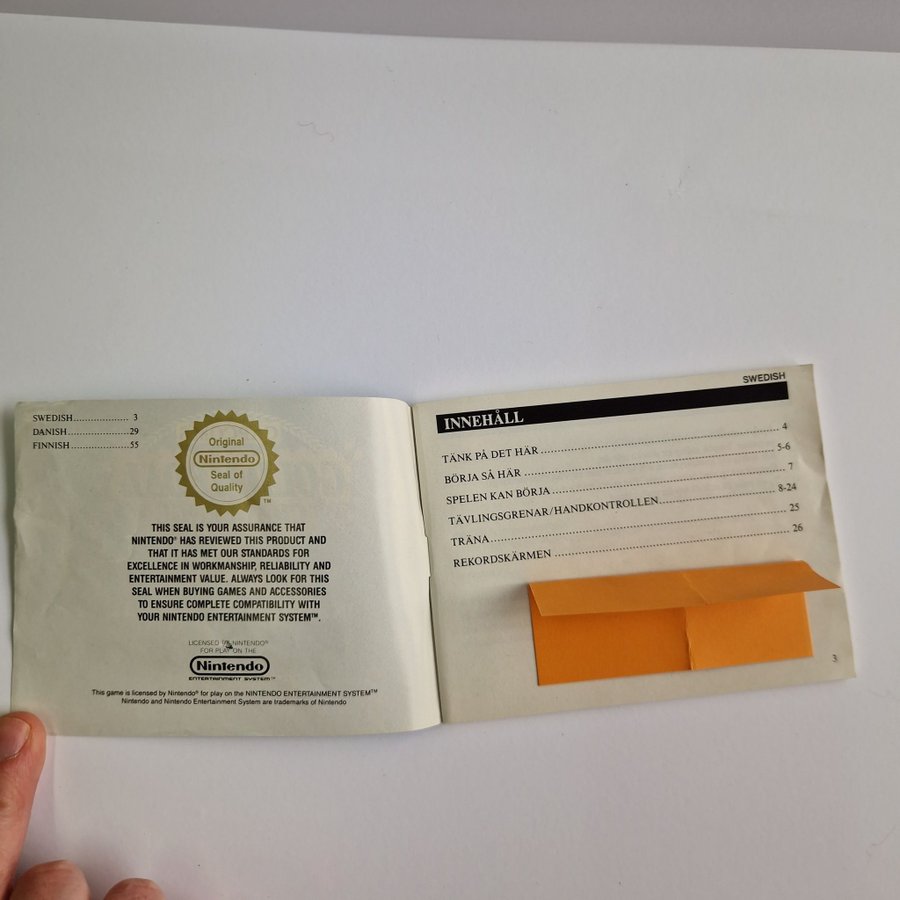 SWEDISH.................... 3
DANISH......................29
FINNISH......................55
Original
Nintendo
Seal of
Quality
TM
THIS SEAL IS YOUR ASSURANCE THAT
NINTENDO® HAS REVIEWED THIS PRODUCT AND
THAT IT HAS MET OUR STANDARDS FOR
EXCELLENCE IN WORKMANSHIP, RELIABILITY AND
ENTERTAINMENT VALUE. ALWAYS LOOK FOR THIS
SEAL WHEN BUYING GAMES AND ACCESSORIES
TO ENSURE COMPLETE COMPATIBILITY WITH
YOUR NINTENDO ENTERTAINMENT SYSTEM™.
LICENSED BY NINTENDO®
FOR PLAY ON THE
Nintendo
ENTERTAINMENT SYSTEM™
This game is licensed by Nintendo® for play on the NINTENDO ENTERTAINMENT SYSTEM™
Nintendo and Nintendo Entertainment System are trademarks of Nintendo
SWEDISH
INNEHÅLL
TÄNK PÅ DET HÄR ........................ 4
BÖRJA SÅ HÄR ........................ 5-6
SPELEN KAN BÖRJA ........................ 7
TÄVLINGSGRENAR/HANDKONTROLLEN ........................ 8-24
TRÄNA ........................ 25
REKORDSKÄRMEN ........................ 26
3